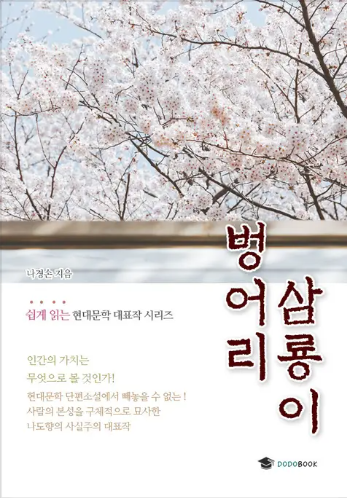 벙어리
삼룡이
나경손 지음
쉽게 읽는 현대문학 대표작 시리즈
인간의 가치는
무엇으로 볼 것인가!
현대문학 단편소설에서 빼놓을 수 없는!
사람의 본성을 구체적으로 묘사한
나도향의 사실주의 대표작
DODOBOOK